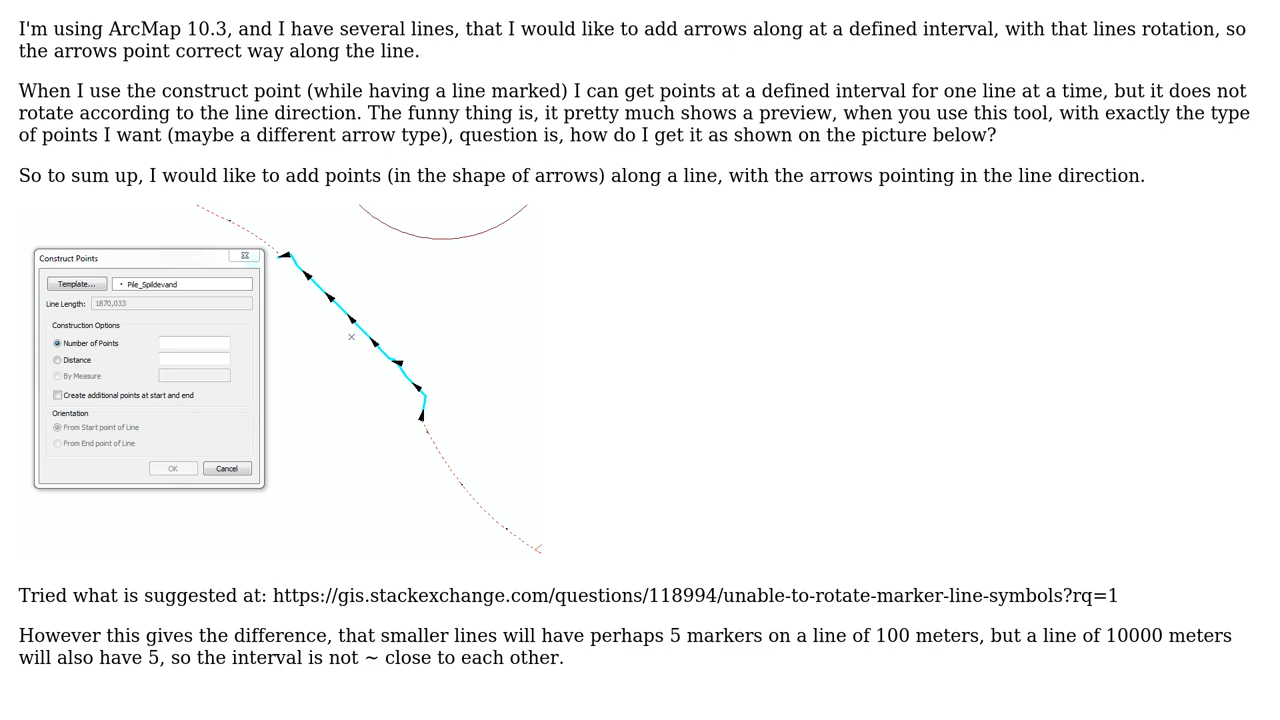 I'm using ArcMap 10.3, and I have several lines, that I would like to add arrows along at a defined interval, with that lines rotation, so
the arrows point correct way along the line.
When I use the construct point (while having a line marked) I can get points at a defined interval for one line at a time, but it does not
rotate according to the line direction. The funny thing is, it pretty much shows a preview, when you use this tool, with exactly the type
of points I want (maybe a different arrow type), question is, how do I get it as shown on the picture below?
So to sum up, I would like to add points (in the shape of arrows) along a line, with the arrows pointing in the line direction.
Construct Points
Template...
Pile_Spildevand
Line Length: 1870,033
Construction Options
Number of Points
Distance
By Measure
Create additional points at start and end
Orientation
From Start point of Line
From End point of Line
OK Cancel
Tried what is suggested at: https://gis.stackexchange.com/questions/118994/unable-to-rotate-marker-line-symbols?rq=1
However this gives the difference, that smaller lines will have perhaps 5 markers on a line of 100 meters, but a line of 10000 meters
will also have 5, so the interval is not ~ close to each other.